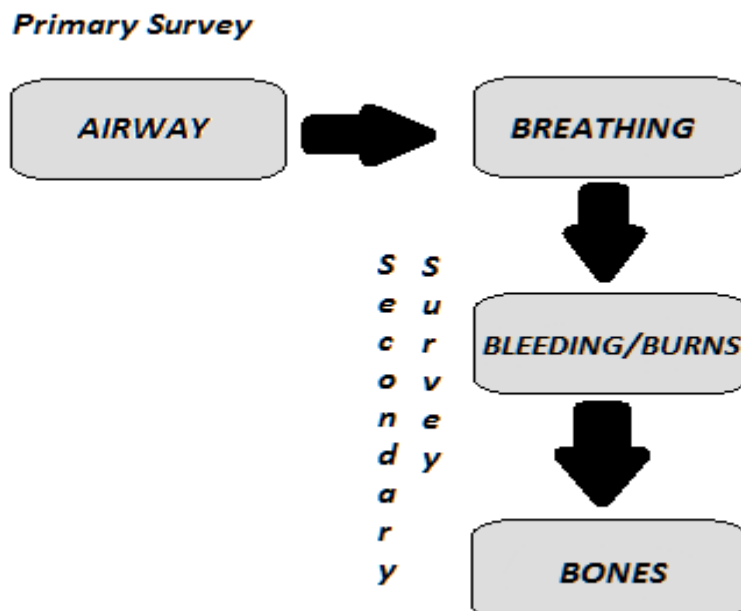 Primary Survey
AIRWAY
BREATHING
Secondary
Survey
BLEEDING/BURNS
BONES